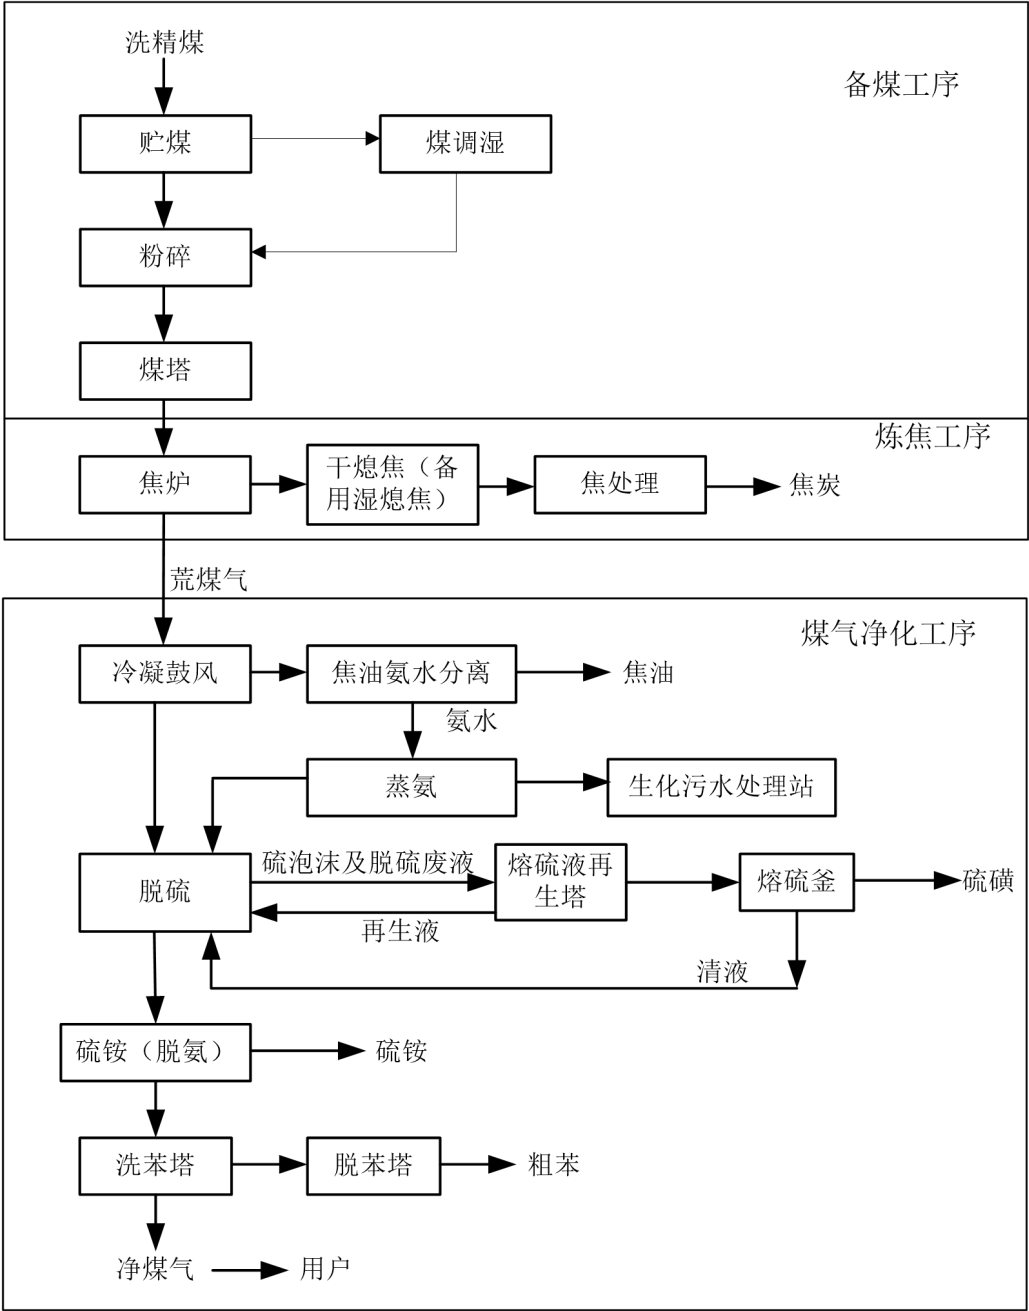 洗精煤
备煤工序
贮煤
煤调湿
粉碎
煤塔
炼焦工序
焦炉
干熄焦（备
用湿熄焦）
焦处理
焦炭
荒煤气
煤气净化工序
冷凝鼓风
焦油氨水分离
焦油
氨水
蒸氨
生化污水处理站
硫泡沫及脱硫废液
脱硫
熔硫液再
生塔
熔硫釜
硫磺
再生液
清液
硫铵（脱氨）
硫铵
洗苯塔
脱苯塔
粗苯
净煤气
用户